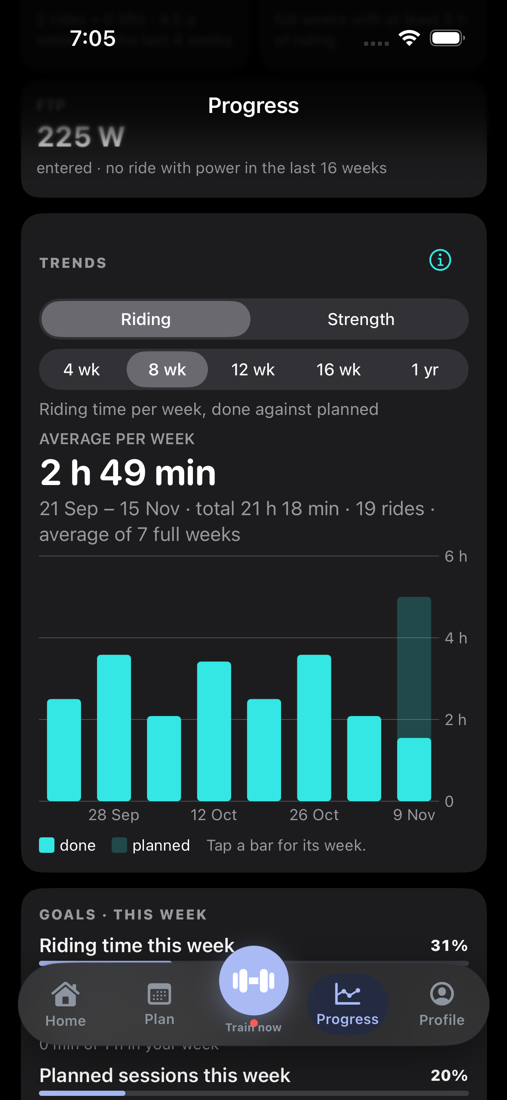 7:05
Progress
FTP
225 W
entered · no ride with power in the last 16 weeks
TRENDS
Riding
Strength
4 wk
8 wk
12 wk
16 wk
1 yr
Riding time per week, done against planned
AVERAGE PER WEEK
2 h 49 min
21 Sep – 15 Nov · total 21 h 18 min · 19 rides ·
average of 7 full weeks
6 h
4 h
2 h
0
28 Sep
12 Oct
26 Oct
9 Nov
done
planned
Tap a bar for its week.
GOALS · THIS WEEK
Riding time this week
31%
Home
Plan
Train now
Progress
Profile
Planned sessions this week
20%